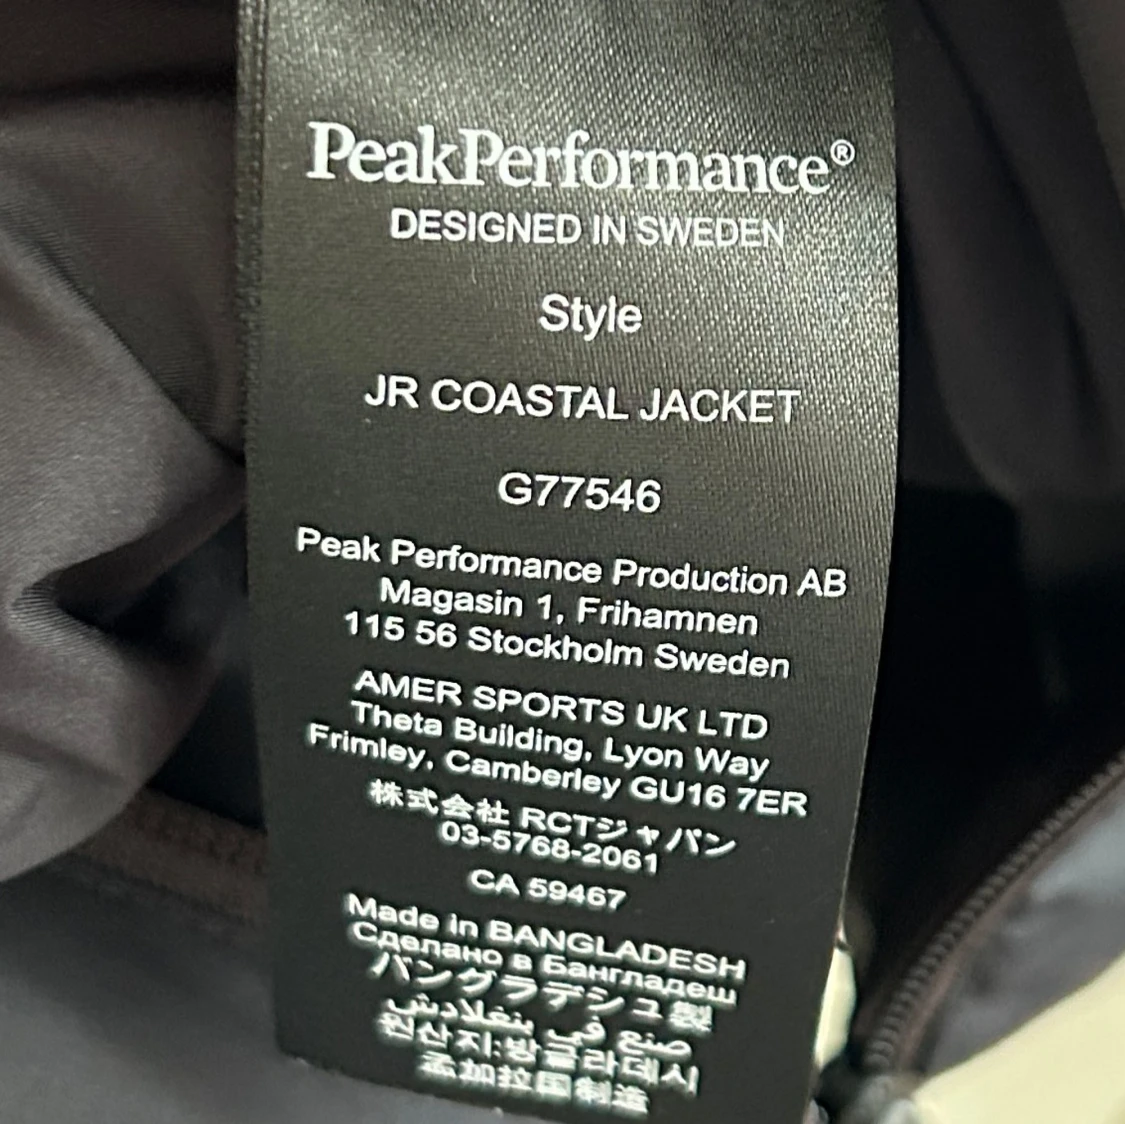 PeakPerformance®
DESIGNED IN SWEDEN
Style
JR COASTAL JACKET
G77546
Peak Performance Production AB
Magasin 1, Frihamnen
115 56 Stockholm Sweden
AMER SPORTS UK LTD
Theta Building, Lyon Way
Frimley, Camberley GU16 7ER
株式会社 RCTジャパン
03-5768-2061
CA 59467
Made in BANGLADESH
Сделано в Бангладеш
バングラデシュ製
صنع في بنغلادش
원산지:방글라데시
孟加拉国制造